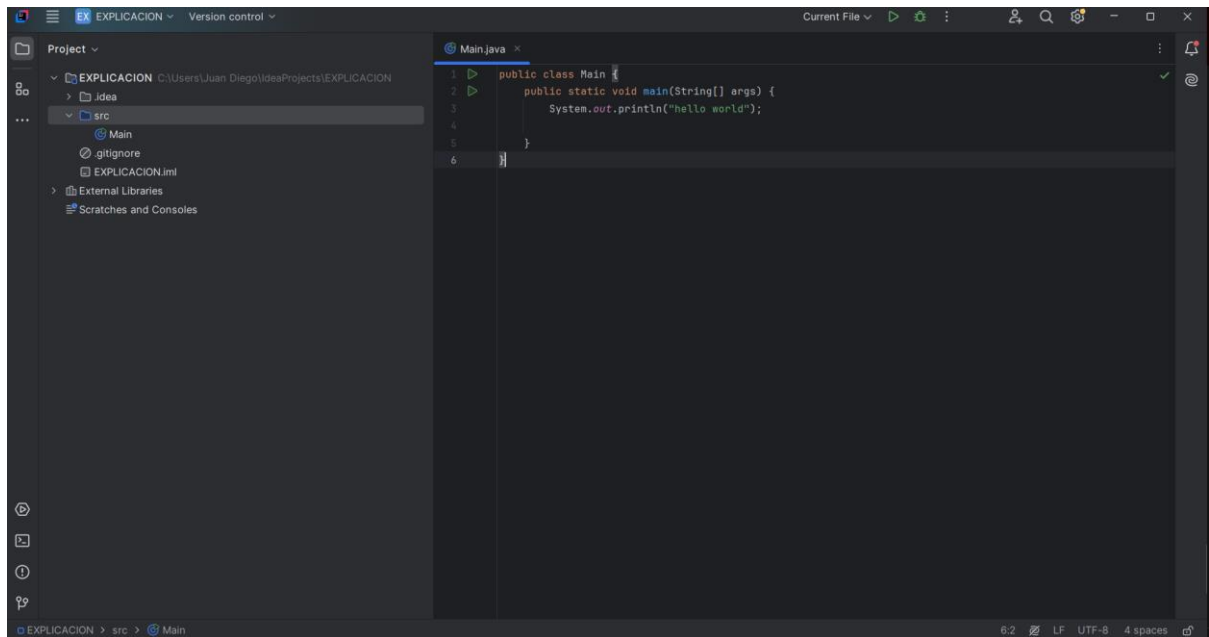 EX EXPLICACION Version control Current File
Project
Main.java
EXPLICACION C:\Users\Juan Diego\IdeaProjects\EXPLICACION
.idea
src
Main
.gitignore
EXPLICACION.iml
External Libraries
Scratches and Consoles
1 public class Main {
2 public static void main(String[] args) {
3 System.out.println("hello world");
4
5 }
6 }
EXPLICACION > src > Main 6:2 LF UTF-8 4 spaces